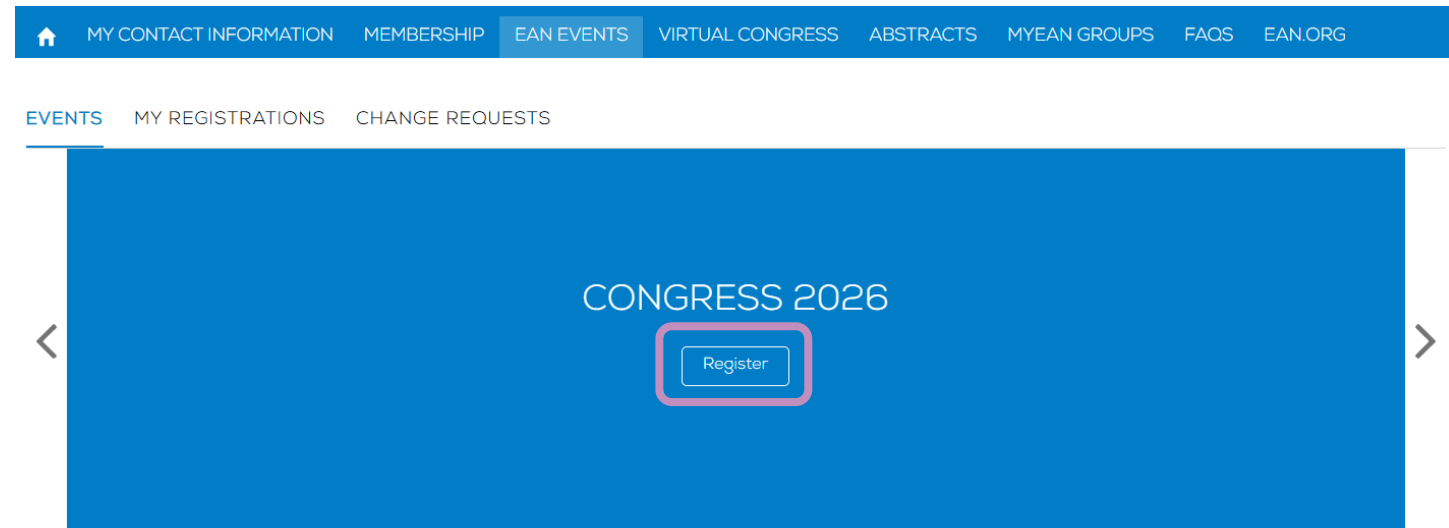 MY CONTACT INFORMATION MEMBERSHIP EAN EVENTS VIRTUAL CONGRESS ABSTRACTS MYEAN GROUPS FAQS EAN.ORG
EVENTS MY REGISTRATIONS CHANGE REQUESTS
CONGRESS 2026
Register